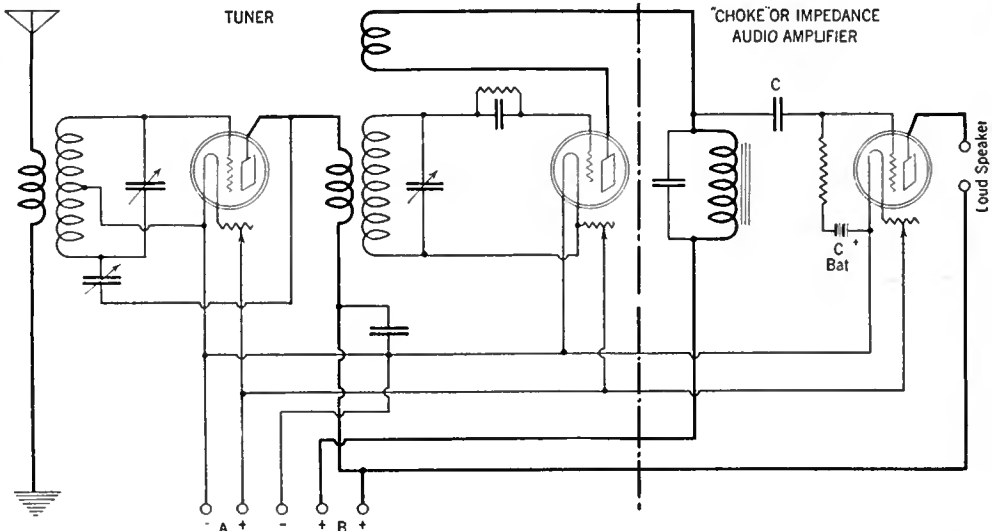 TUNER
"CHOKE" OR IMPEDANCE
AUDIO AMPLIFIER
C
Loud Speaker
C
Bat
+
- A + - + B +